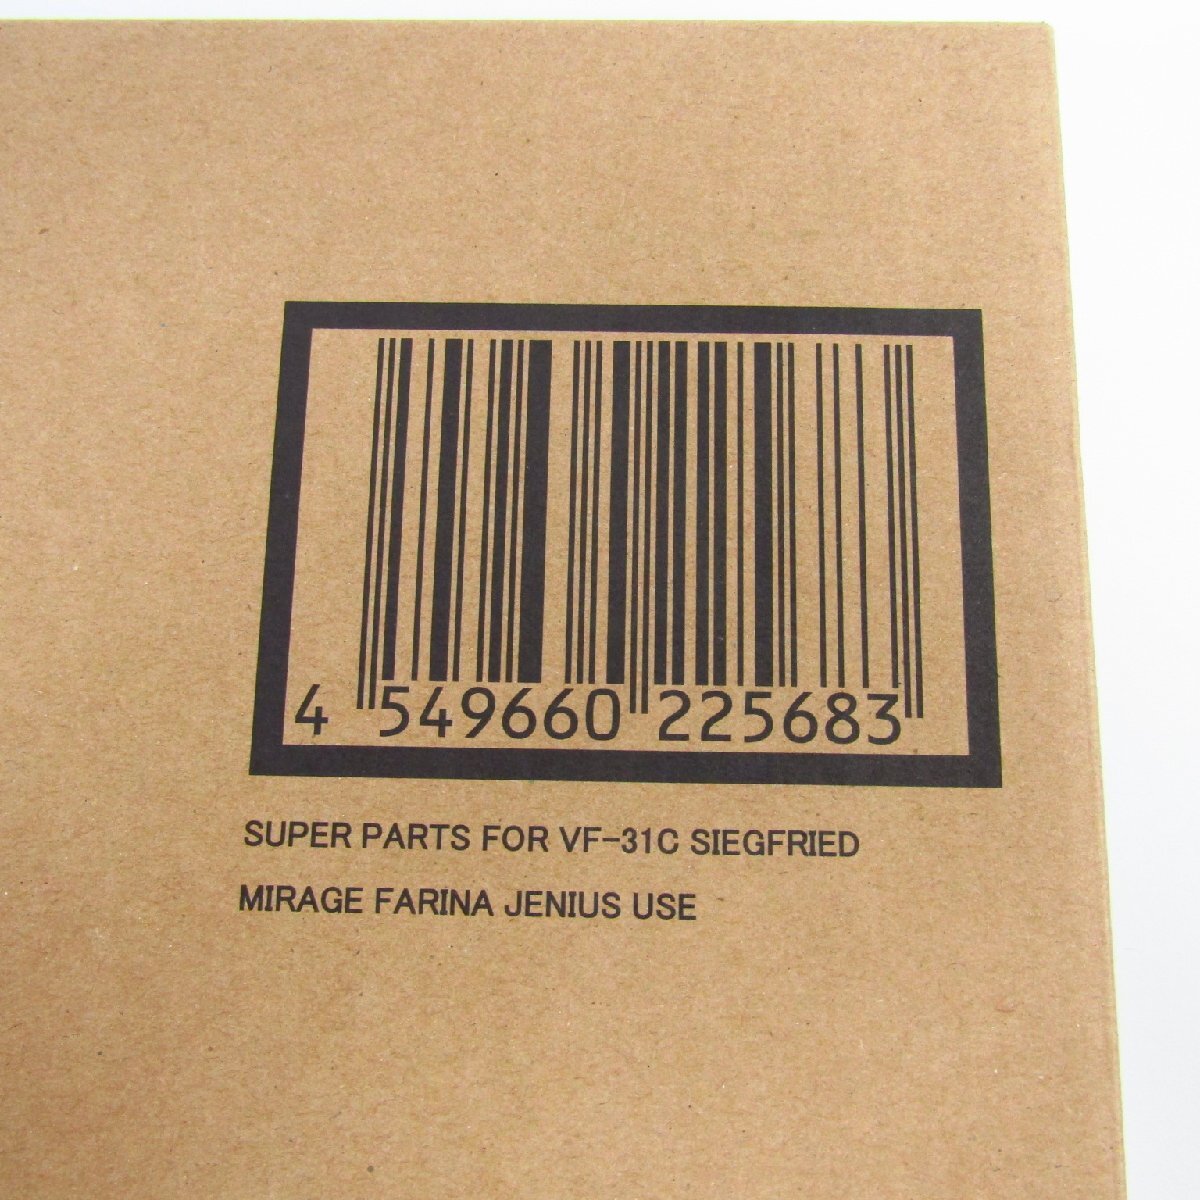 4 549660 225683
SUPER PARTS FOR VF-31C SIEGFRIED
MIRAGE FARINA JENIUS USE